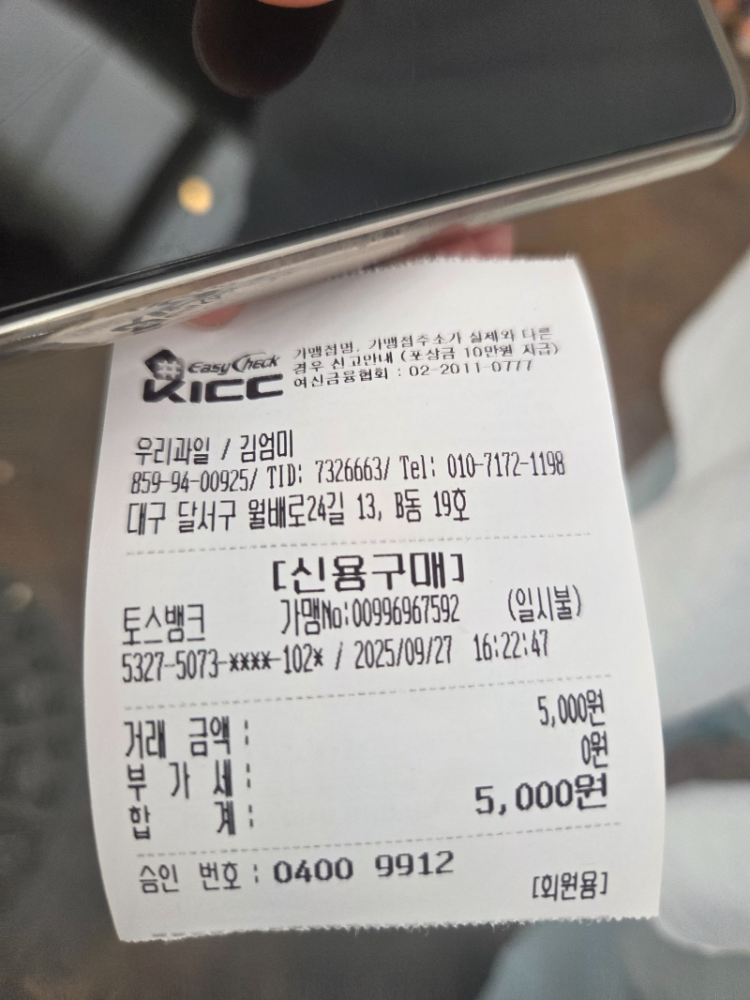 EasyCheck
KICC
가맹점명, 가맹점주소가 실제와 다른
경우 신고안내 (포상금 10만원 지급)
여신금융협회 : 02-2011-0777
우리과일 / 김엄미
859-94-00925/ TID: 7326663/ Tel: 010-7172-1198
대구 달서구 월배로24길 13, B동 19호
[신용구매]
토스뱅크 가맹No:00996967592 (일시불)
5327-5073-****-102* / 2025/09/27 16:22:47
거래 금액 : 5,000원
부 가 세 : 0원
합 계 : 5,000원
승인 번호 : 0400 9912
[회원용]